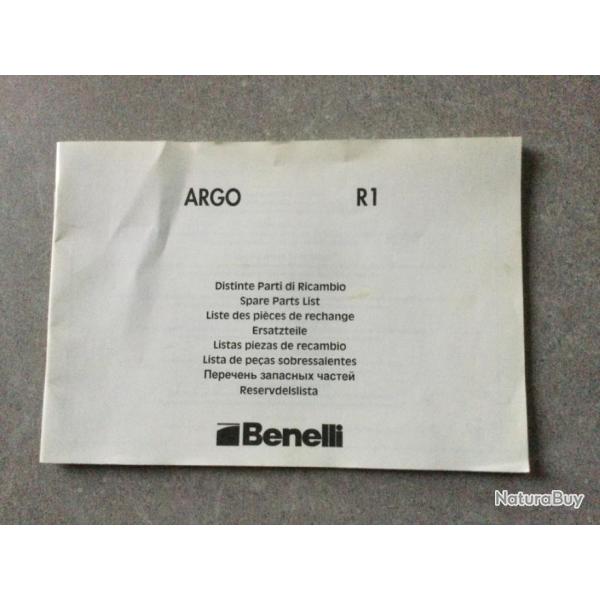 ARGO R1
Distinte Parti di Ricambio
Spare Parts List
Liste des pièces de rechange
Ersatzteile
Listas piezas de recambio
Lista de peças sobressalentes
Перечень запасных частей
Reservdelslista
Benelli
NaturaBuy